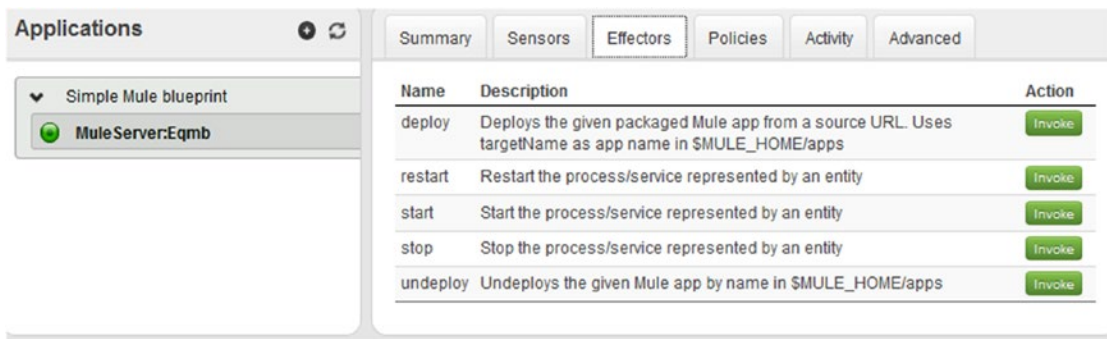 Applications
Summary Sensors Effectors Policies Activity Advanced
Simple Mule blueprint
MuleServer:Eqmb
Name Description Action
deploy Deploys the given packaged Mule app from a source URL. Uses Invoke
targetName as app name in $MULE_HOME/apps
restart Restart the process/service represented by an entity Invoke
start Start the process/service represented by an entity Invoke
stop Stop the process/service represented by an entity Invoke
undeploy Undeploys the given Mule app by name in $MULE_HOME/apps Invoke